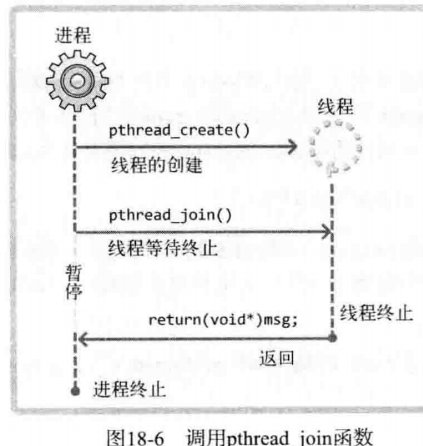 进程
线程
pthread_create()
线程的创建
pthread_join()
线程等待终止
暂停
return(void*)msg;
线程终止
返回
进程终止
图18-6 调用pthread_join函数